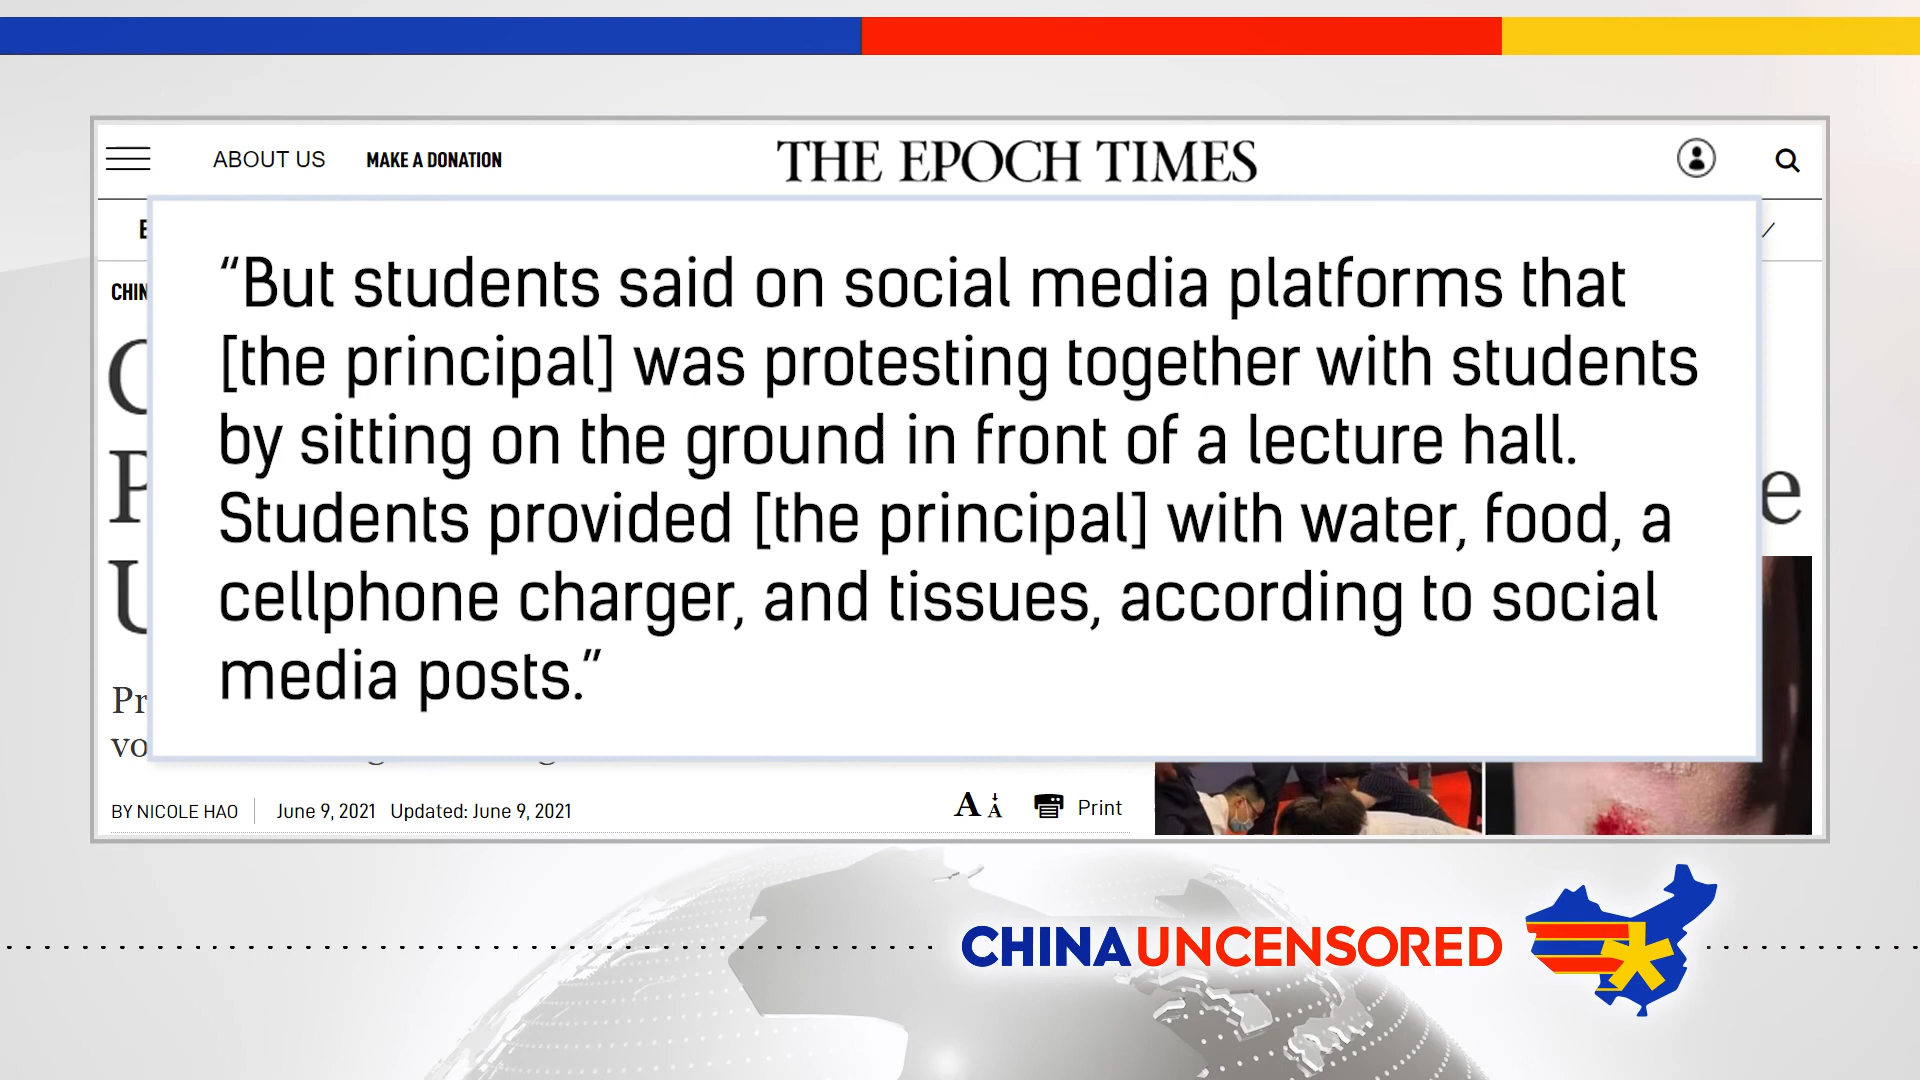 ABOUT US MAKE A DONATION THE EPOCH TIMES
“But students said on social media platforms that
[the principal] was protesting together with students
by sitting on the ground in front of a lecture hall.
Students provided [the principal] with water, food, a
cellphone charger, and tissues, according to social
media posts.”
BY NICOLE HAO June 9, 2021 Updated: June 9, 2021 A A Print
CHINA UNCENSORED